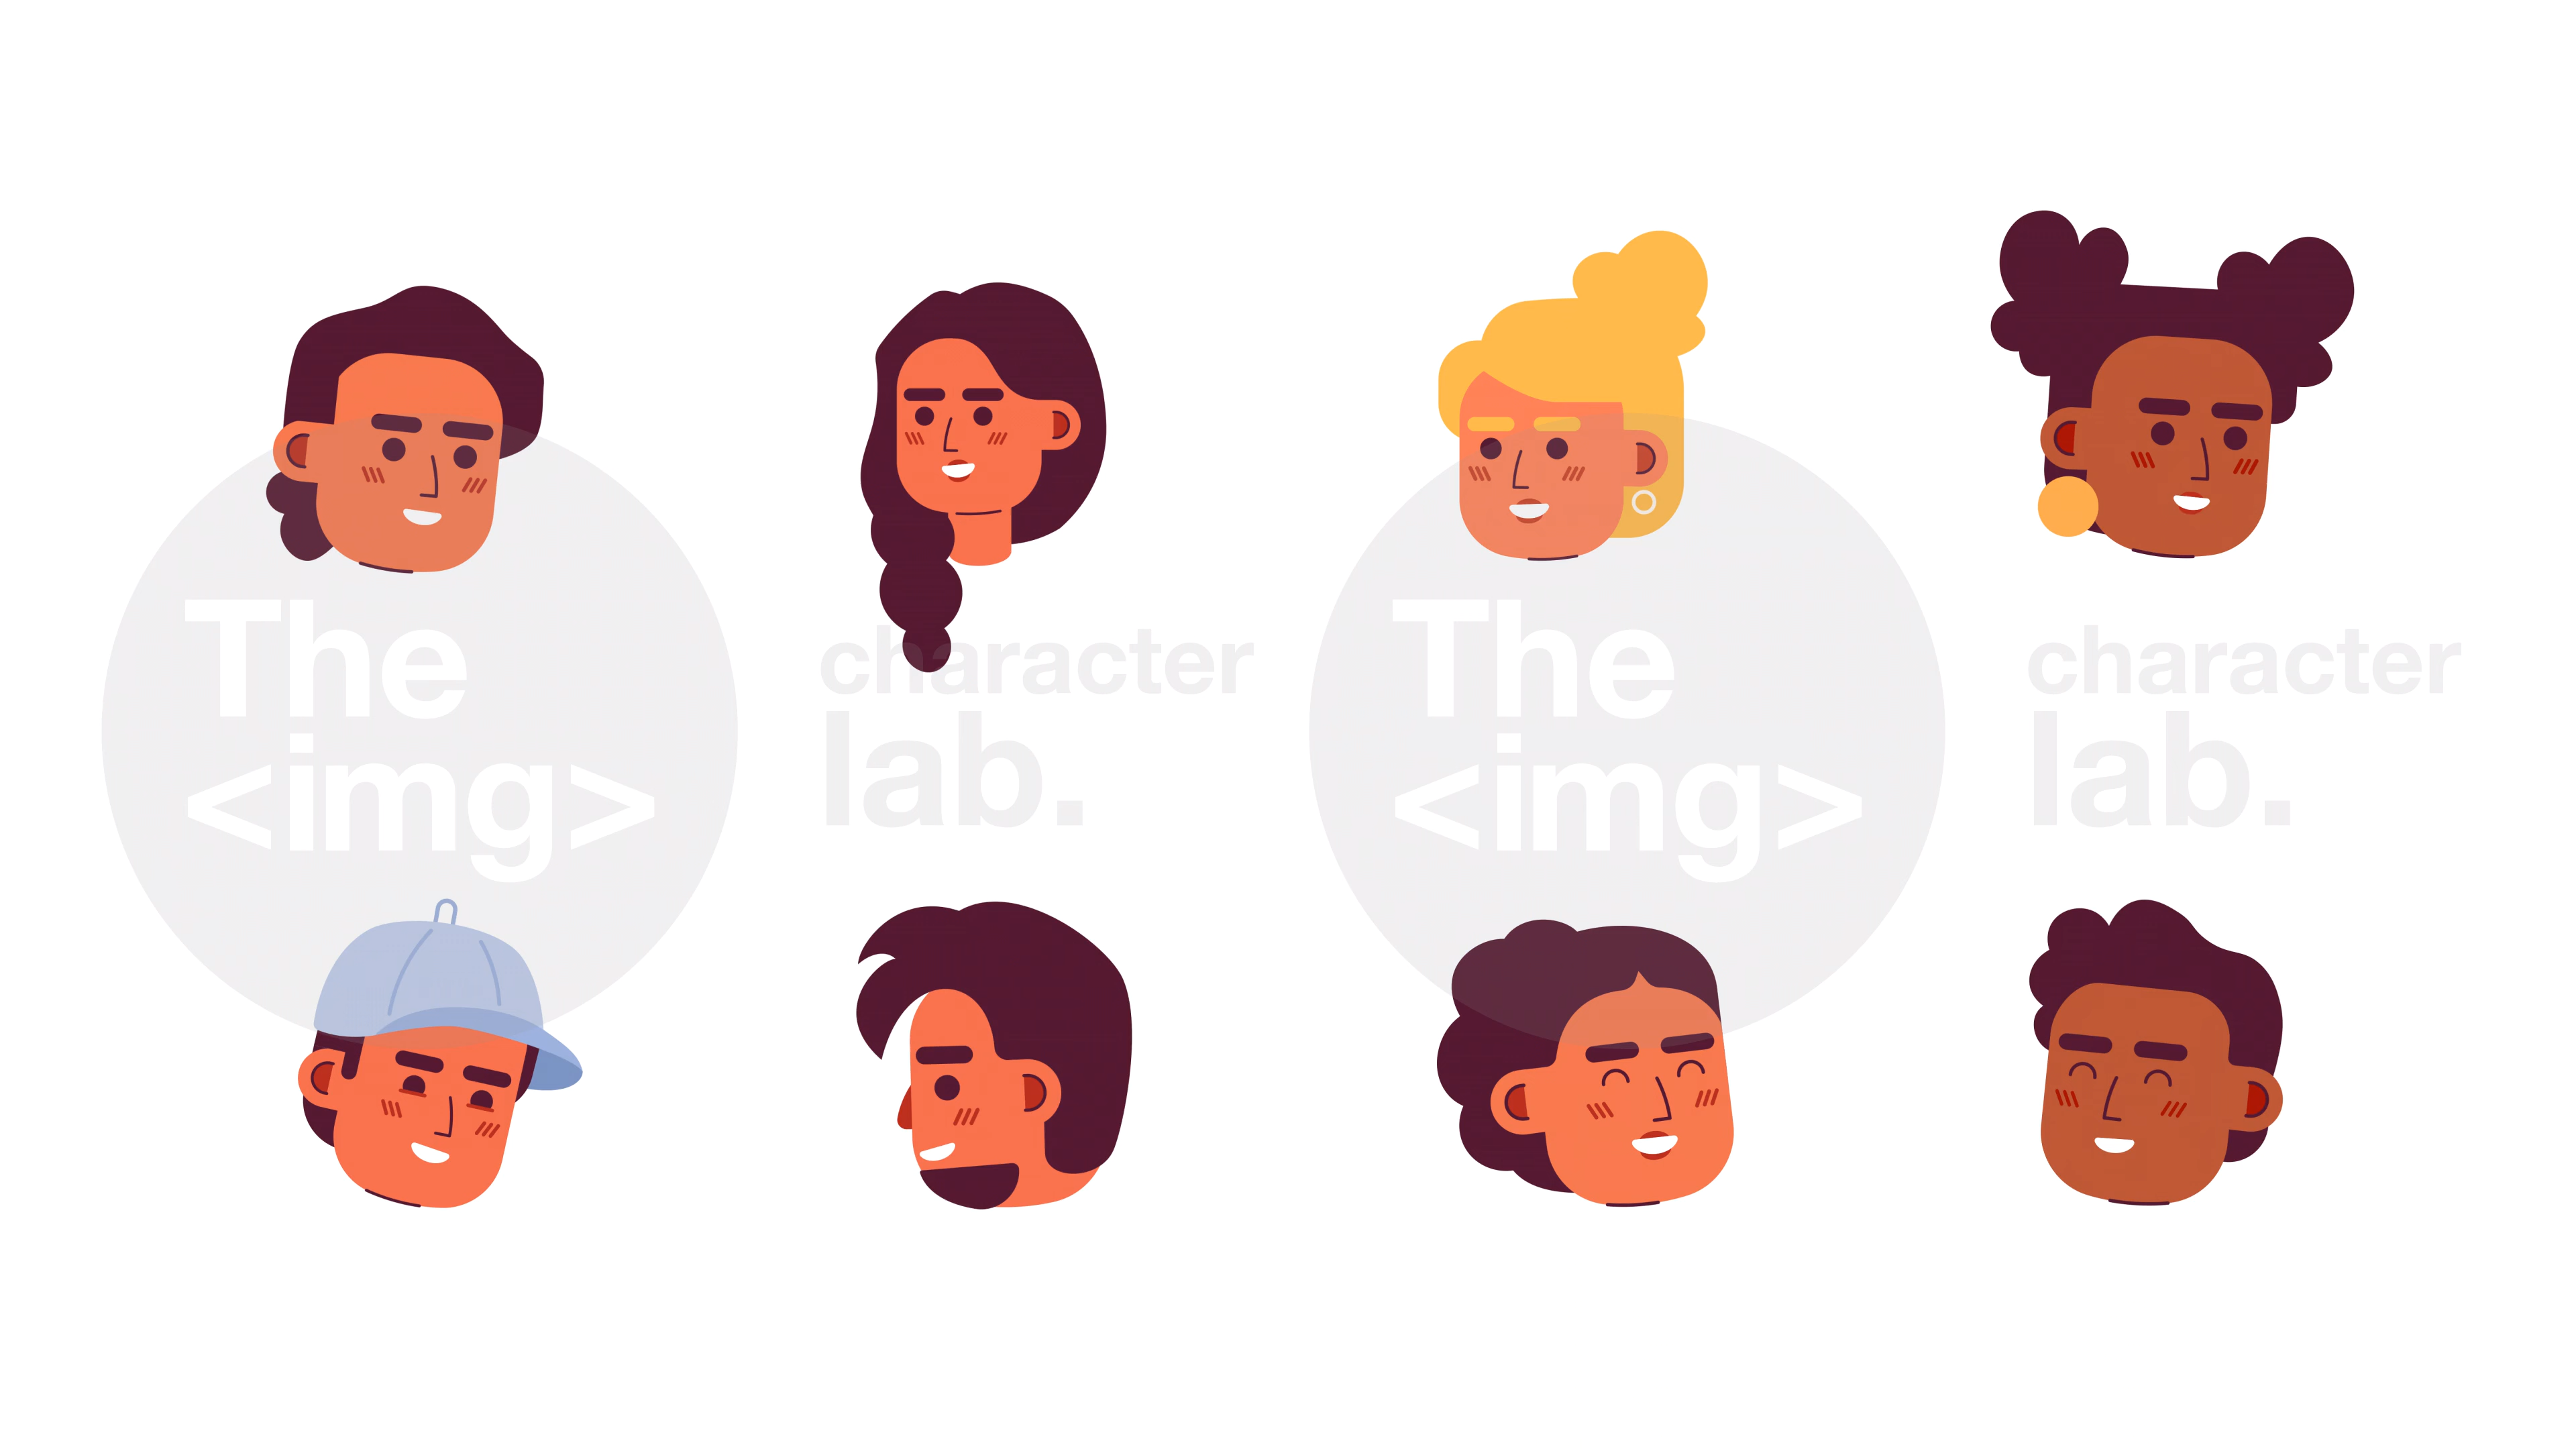 The
<img>
character
lab.
The
<img>
character
lab.